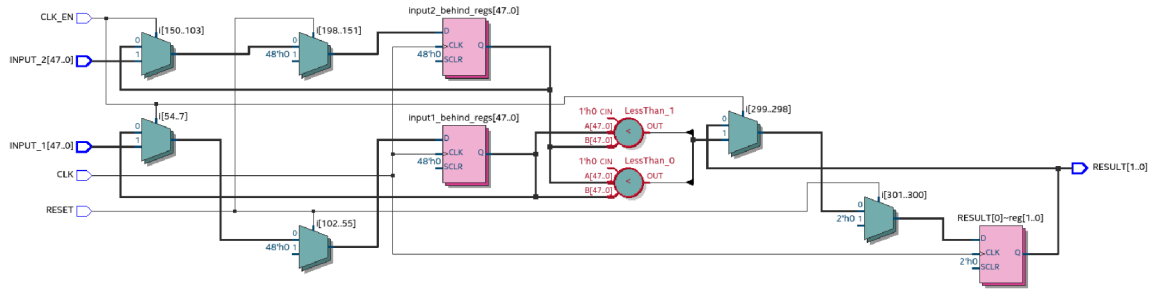 CLK_EN
INPUT_2[47..0]
INPUT_1[47..0]
CLK
RESET
i[150..103]
0
1
i[198..151]
0
48'h0 1
input2_behind_regs[47..0]
D
CLK
Q
48'h0
SCLR
i[54..7]
0
1
i[102..55]
0
48'h0 1
input1_behind_regs[47..0]
D
CLK
Q
48'h0
SCLR
LessThan_1
1'h0 CIN
A[47..0]
B[47..0]
<
OUT
LessThan_0
1'h0 CIN
A[47..0]
B[47..0]
<
OUT
i[299..298]
0
1
i[301..300]
0
2'h0 1
RESULT[0]~reg[1..0]
D
CLK
Q
2'h0
SCLR
RESULT[1..0]